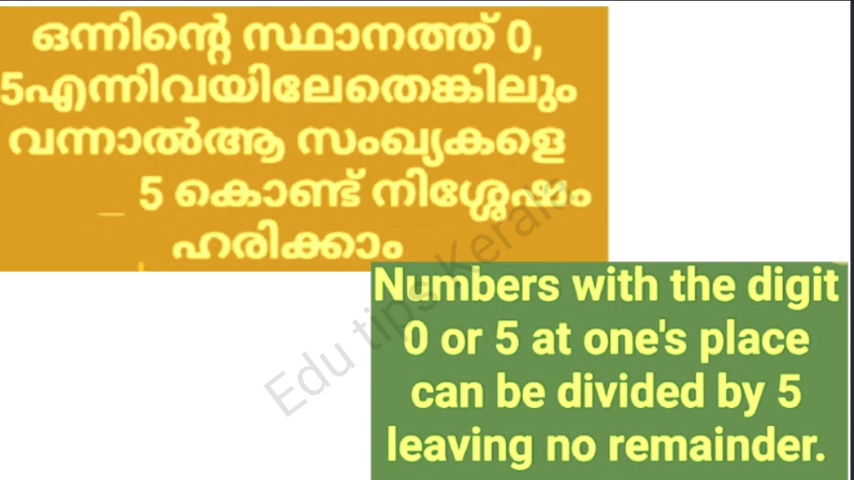 ഒന്നിന്റെ സ്ഥാനത്ത് 0,
5എന്നിവയിലേതെങ്കിലും
വന്നാൽആ സംഖ്യകളെ
_ 5 കൊണ്ട് നിശ്ശേഷം
ഹരിക്കാം
Numbers with the digit
0 or 5 at one's place
can be divided by 5
leaving no remainder.
Edu tips Kerala